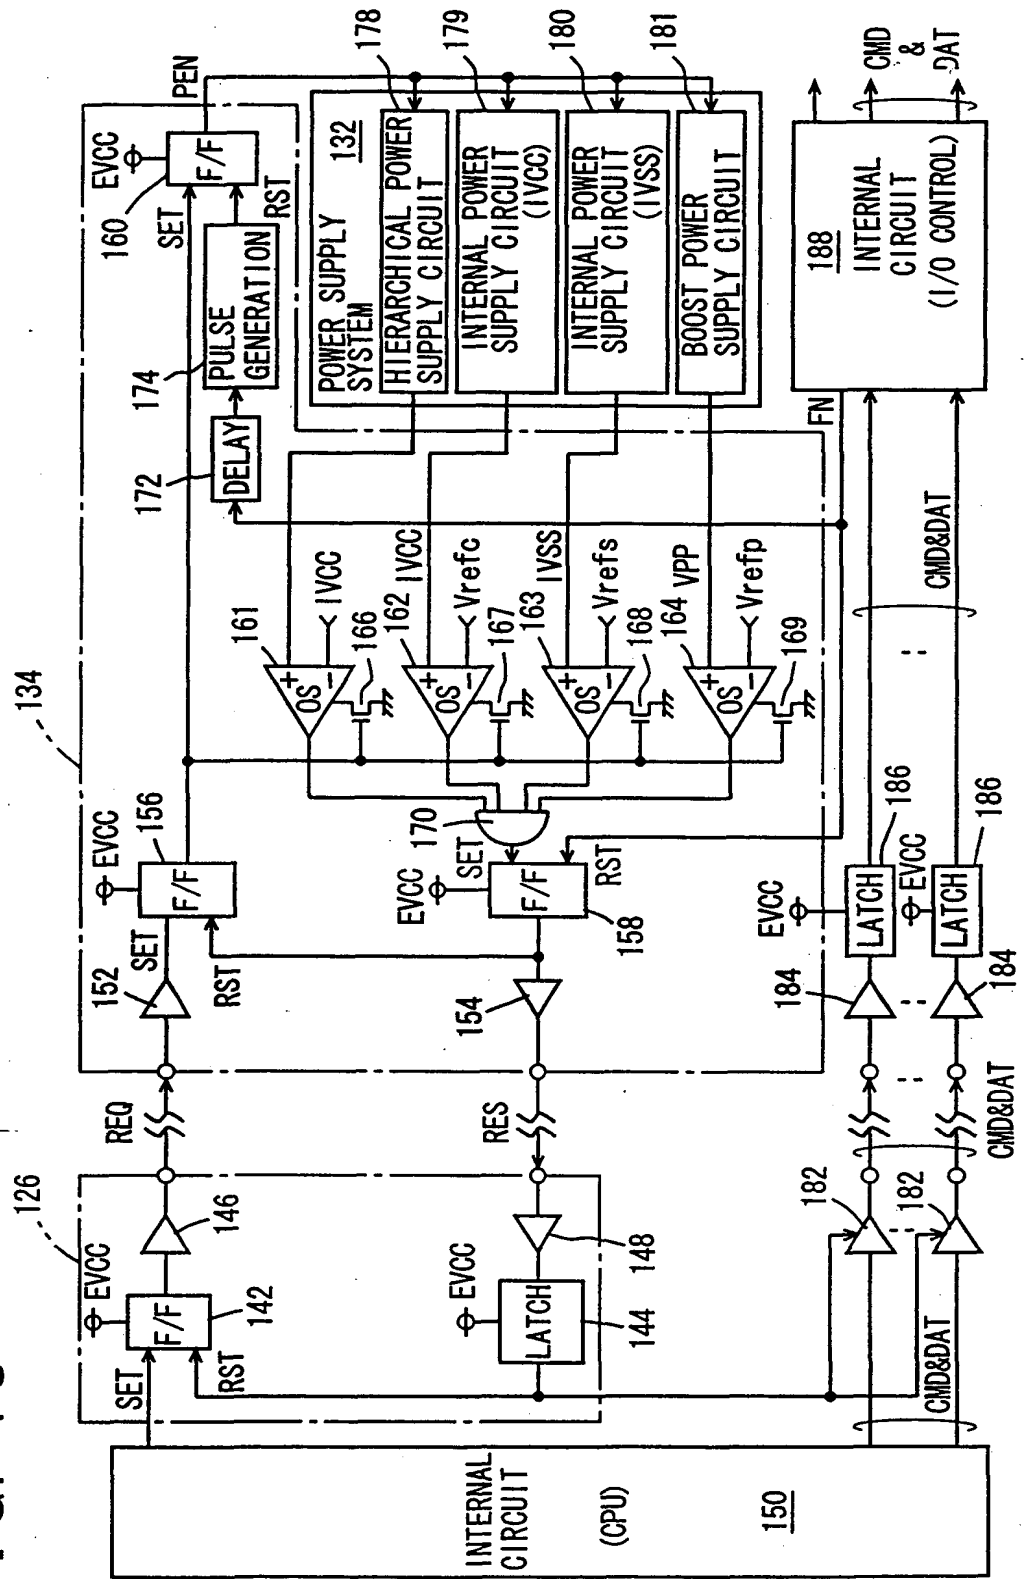 INTERNAL
CIRCUIT
(CPU)
150
126
SET
RST
EVCC
F/F
142
146
REQ
EVCC
LATCH
144
148
RES
CMD&DAT
182
182
CMD&DAT
134
152
SET
RST
EVCC
F/F
156
154
EVCC
F/F
158
SET
RST
170
161
OS
+
-
IVCC
166
162
OS
+
-
IVCC
Vrefc
167
163
OS
+
-
IVSS
Vrefs
168
164
OS
+
-
VPP
Vrefp
169
172
DELAY
174
PULSE
GENERATION
SET
RST
160
EVCC
F/F
PEN
POWER SUPPLY
SYSTEM
132
HIERARCHICAL POWER
SUPPLY CIRCUIT
178
INTERNAL POWER
SUPPLY CIRCUIT
(IVCC)
179
INTERNAL POWER
SUPPLY CIRCUIT
(IVSS)
180
BOOST POWER
SUPPLY CIRCUIT
181
184
184
EVCC
LATCH
186
EVCC
LATCH
186
CMD&DAT
FN
188
INTERNAL
CIRCUIT
(I/O CONTROL)
CMD
&
DAT